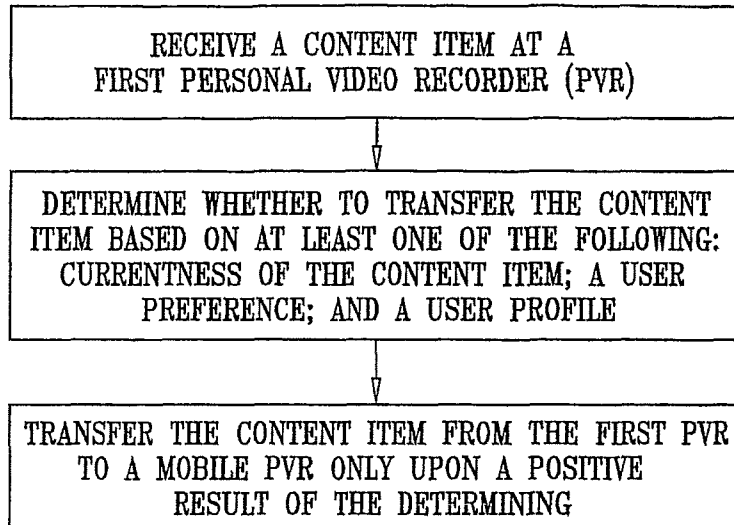 RECEIVE A CONTENT ITEM AT A
FIRST PERSONAL VIDEO RECORDER (PVR)
DETERMINE WHETHER TO TRANSFER THE CONTENT
ITEM BASED ON AT LEAST ONE OF THE FOLLOWING:
CURRENTNESS OF THE CONTENT ITEM; A USER
PREFERENCE; AND A USER PROFILE
TRANSFER THE CONTENT ITEM FROM THE FIRST PVR
TO A MOBILE PVR ONLY UPON A POSITIVE
RESULT OF THE DETERMINING